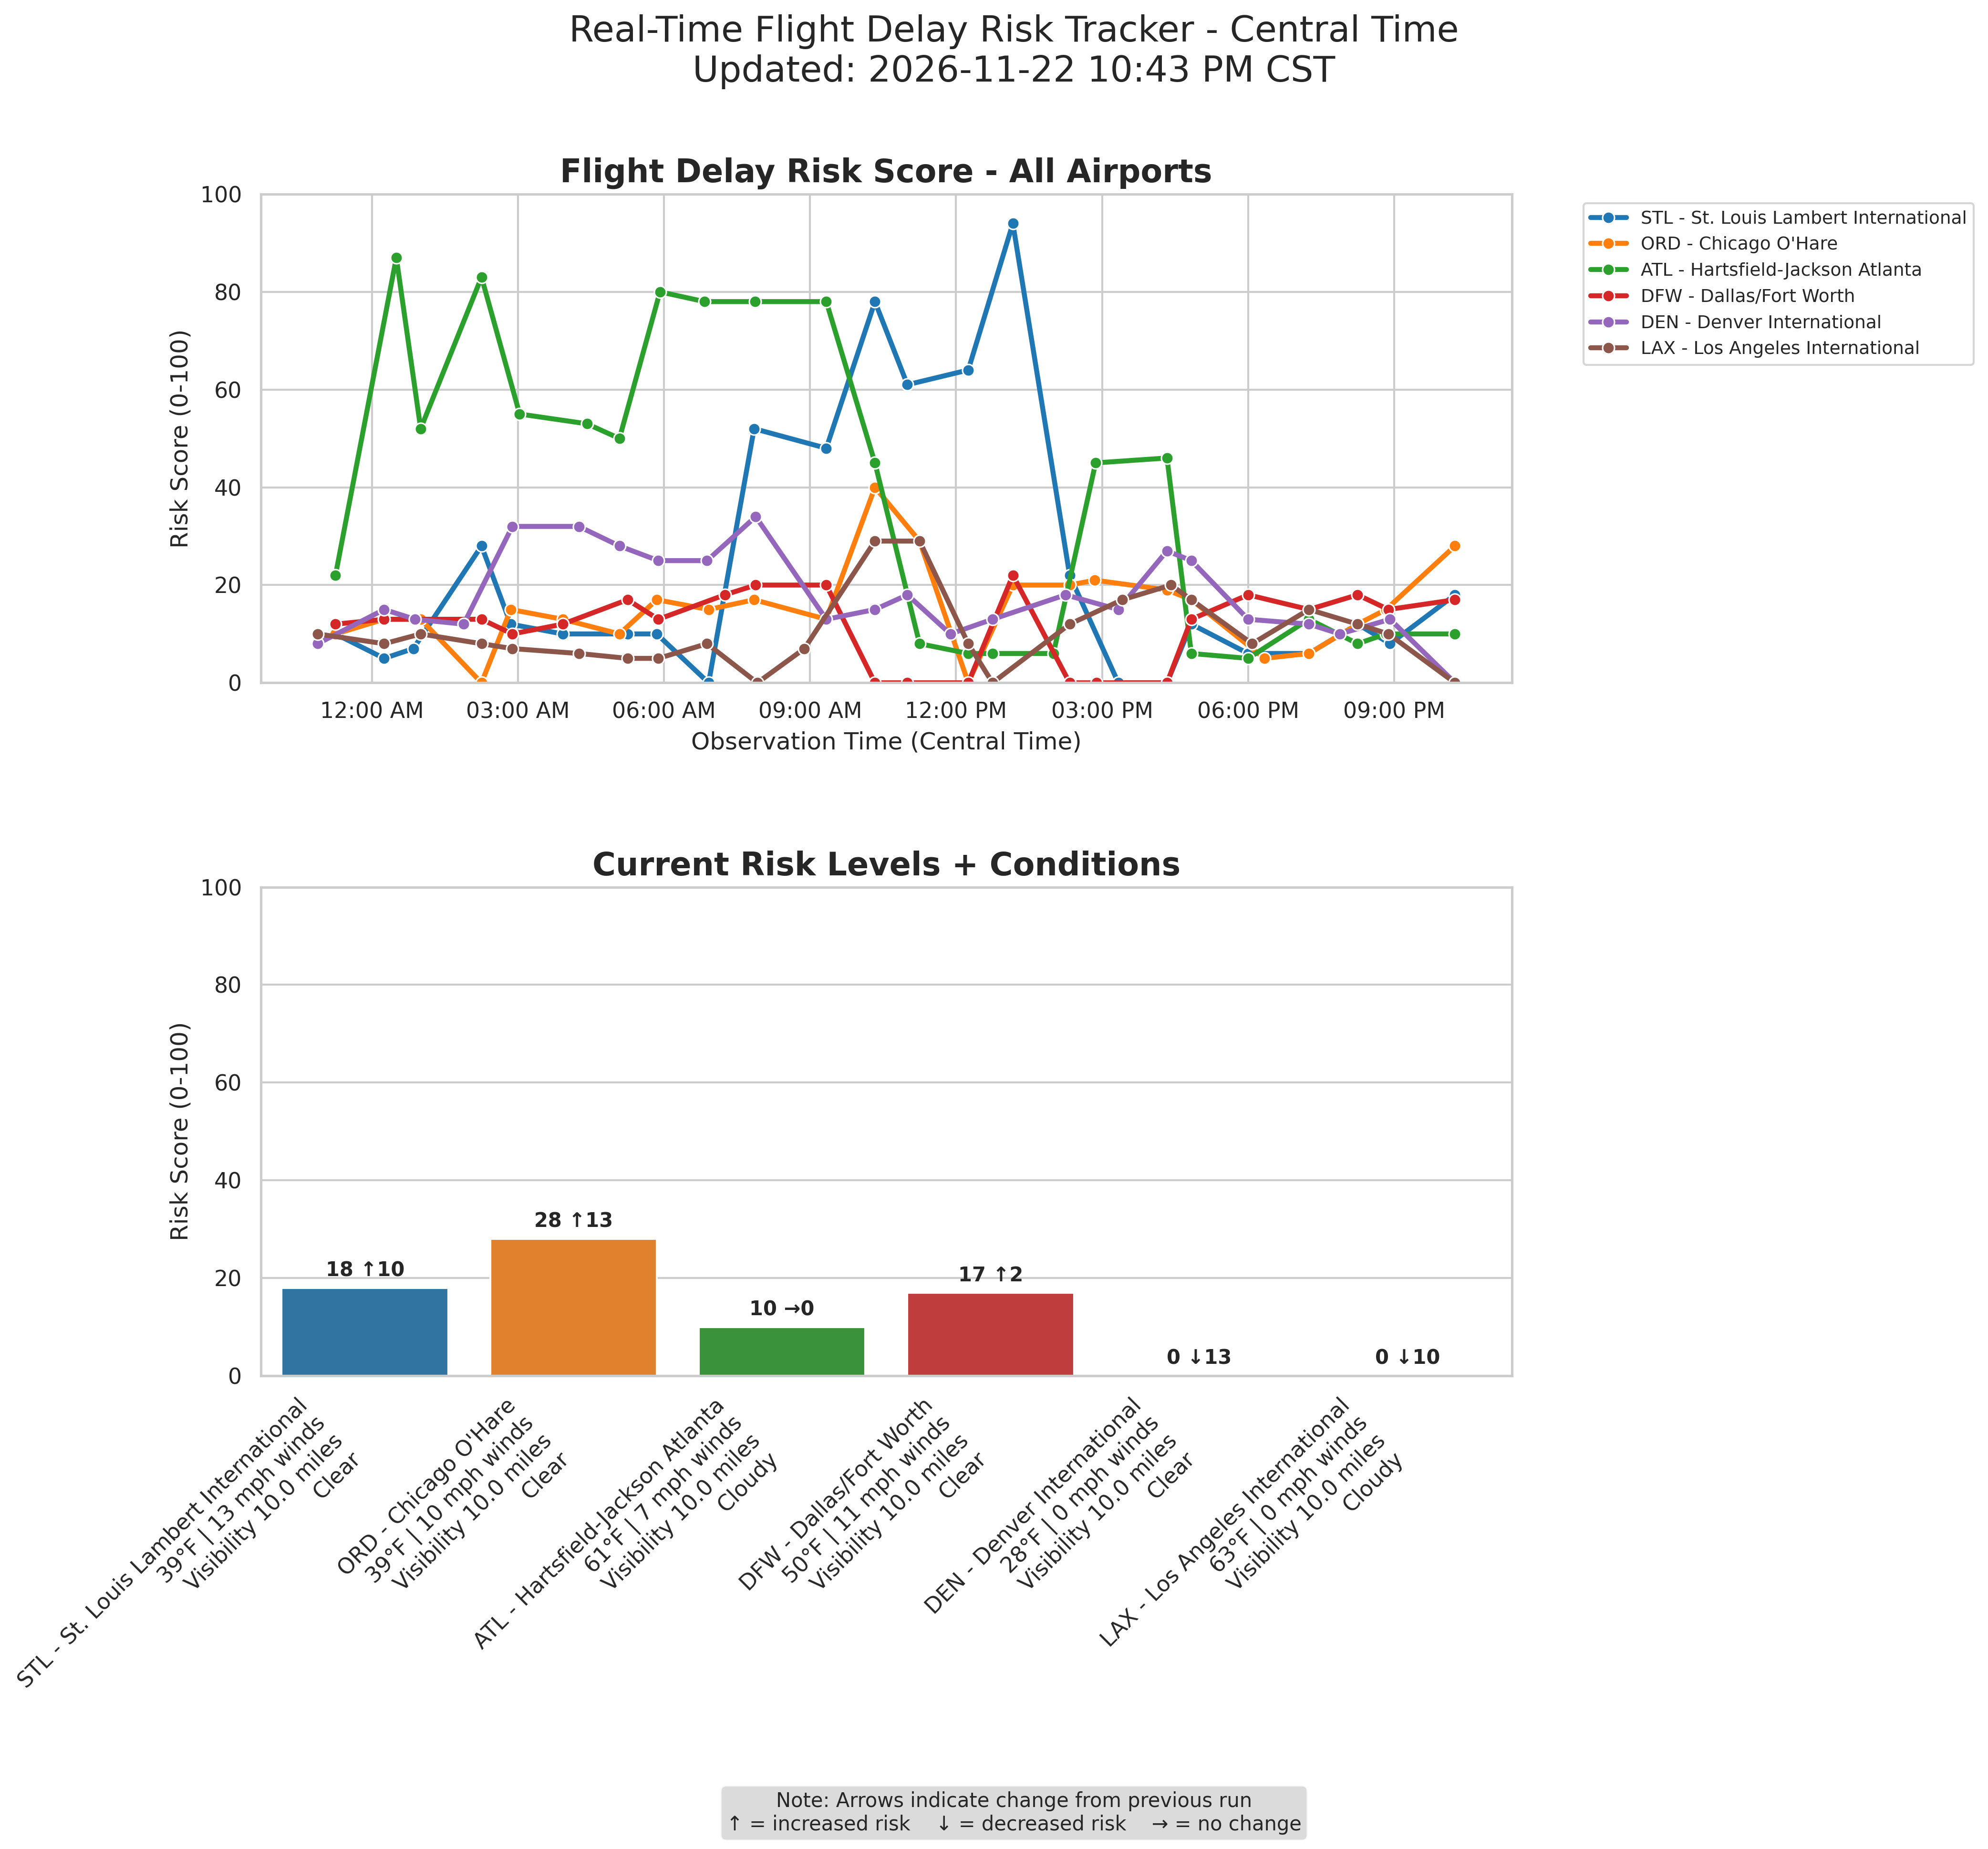 Real-Time Flight Delay Risk Tracker - Central Time
Updated: 2026-11-22 10:43 PM CST
Flight Delay Risk Score - All Airports
Risk Score (0-100)
100
80
60
40
20
0
12:00 AM
03:00 AM
06:00 AM
09:00 AM
12:00 PM
03:00 PM
06:00 PM
09:00 PM
Observation Time (Central Time)
STL - St. Louis Lambert International
ORD - Chicago O'Hare
ATL - Hartsfield-Jackson Atlanta
DFW - Dallas/Fort Worth
DEN - Denver International
LAX - Los Angeles International
Current Risk Levels + Conditions
Risk Score (0-100)
100
80
60
40
20
0
18 ↑10
28 ↑13
10 →0
17 ↑2
0 ↓13
0 ↓10
STL - St. Louis Lambert International
39°F | 13 mph winds
Visibility 10.0 miles
Clear
ORD - Chicago O'Hare
39°F | 10 mph winds
Visibility 10.0 miles
Clear
ATL - Hartsfield-Jackson Atlanta
61°F | 7 mph winds
Visibility 10.0 miles
Cloudy
DFW - Dallas/Fort Worth
50°F | 11 mph winds
Visibility 10.0 miles
Clear
DEN - Denver International
28°F | 0 mph winds
Visibility 10.0 miles
Clear
LAX - Los Angeles International
63°F | 0 mph winds
Visibility 10.0 miles
Cloudy
Note: Arrows indicate change from previous run
↑ = increased risk    ↓ = decreased risk    → = no change